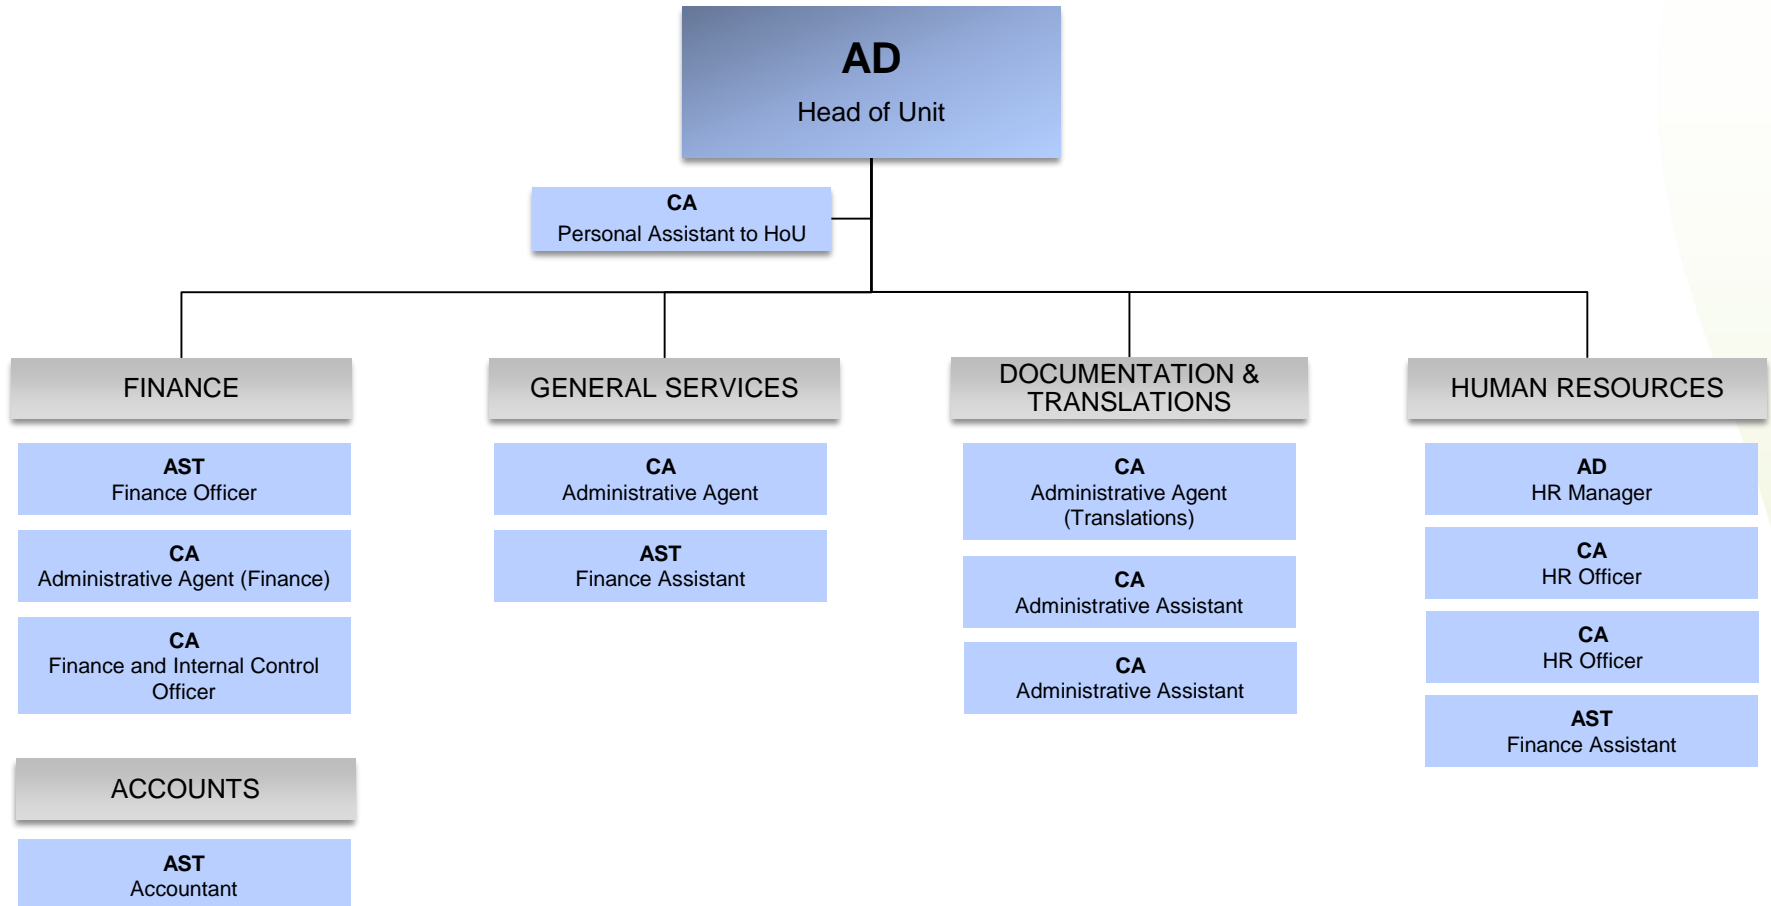 AD
Head of Unit
CA
Personal Assistant to HoU
FINANCE
AST
Finance Officer
CA
Administrative Agent (Finance)
CA
Finance and Internal Control
Officer
ACCOUNTS
AST
Accountant
GENERAL SERVICES
CA
Administrative Agent
AST
Finance Assistant
DOCUMENTATION &
TRANSLATIONS
CA
Administrative Agent
(Translations)
CA
Administrative Assistant
CA
Administrative Assistant
HUMAN RESOURCES
AD
HR Manager
CA
HR Officer
CA
HR Officer
AST
Finance Assistant